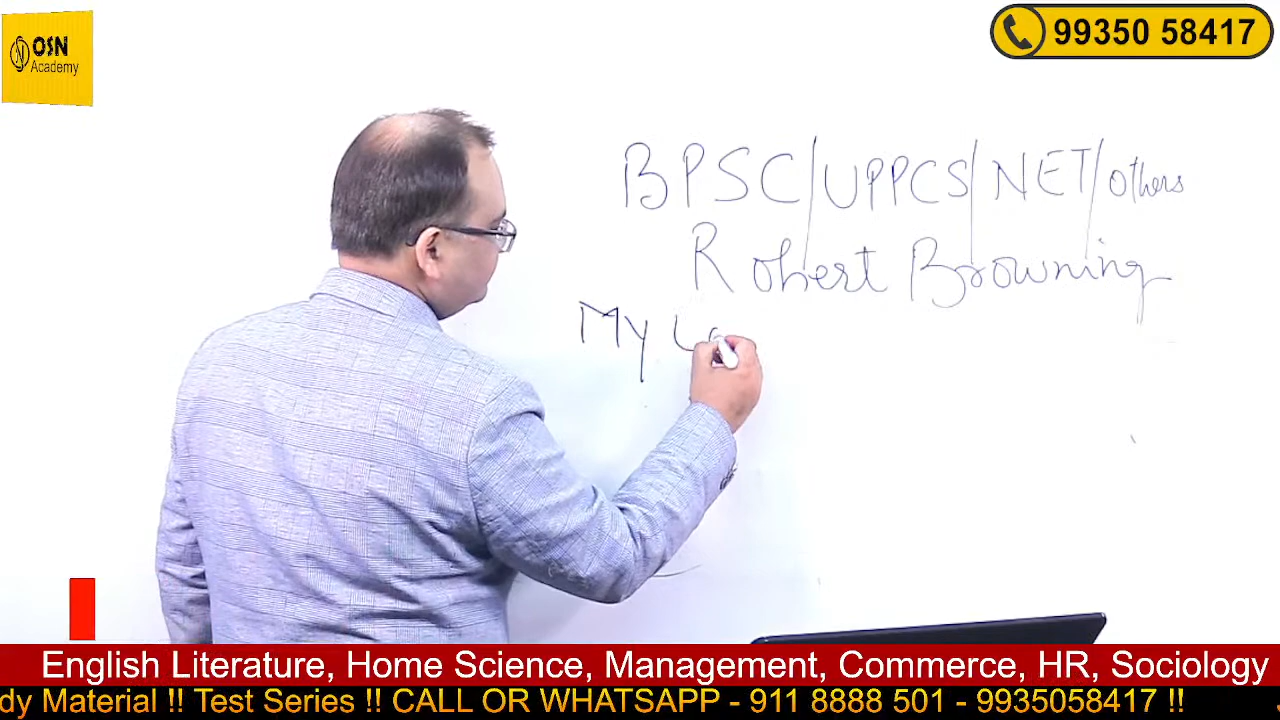 OSN
Academy
99350 58417
BPSC/UPPCS/NET/Others
Robert Browning
My La
English Literature, Home Science, Management, Commerce, HR, Sociology
dy Material !! Test Series !! CALL OR WHATSAPP - 911 8888 501 - 9935058417 !!